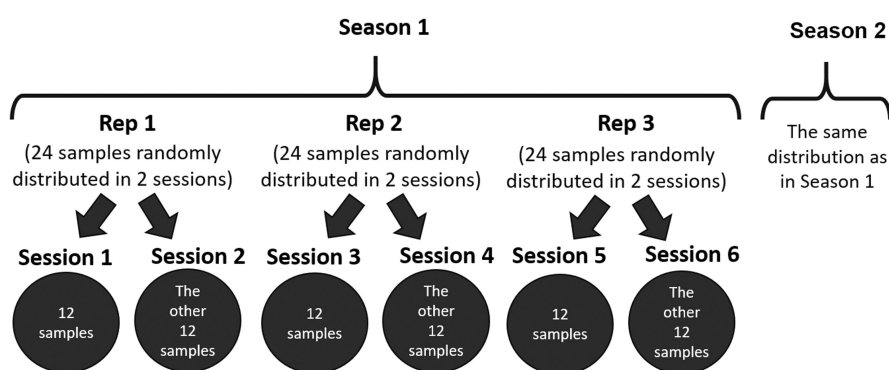 Season 1
Season 2
Rep 1
(24 samples randomly
distributed in 2 sessions)
Rep 2
(24 samples randomly
distributed in 2 sessions)
Rep 3
(24 samples randomly
distributed in 2 sessions)
The same
distribution as
in Season 1
Session 1
Session 2
Session 3
Session 4
Session 5
Session 6
12
samples
The
other
12
samples
12
samples
The
other
12
samples
12
samples
The
other
12
samples